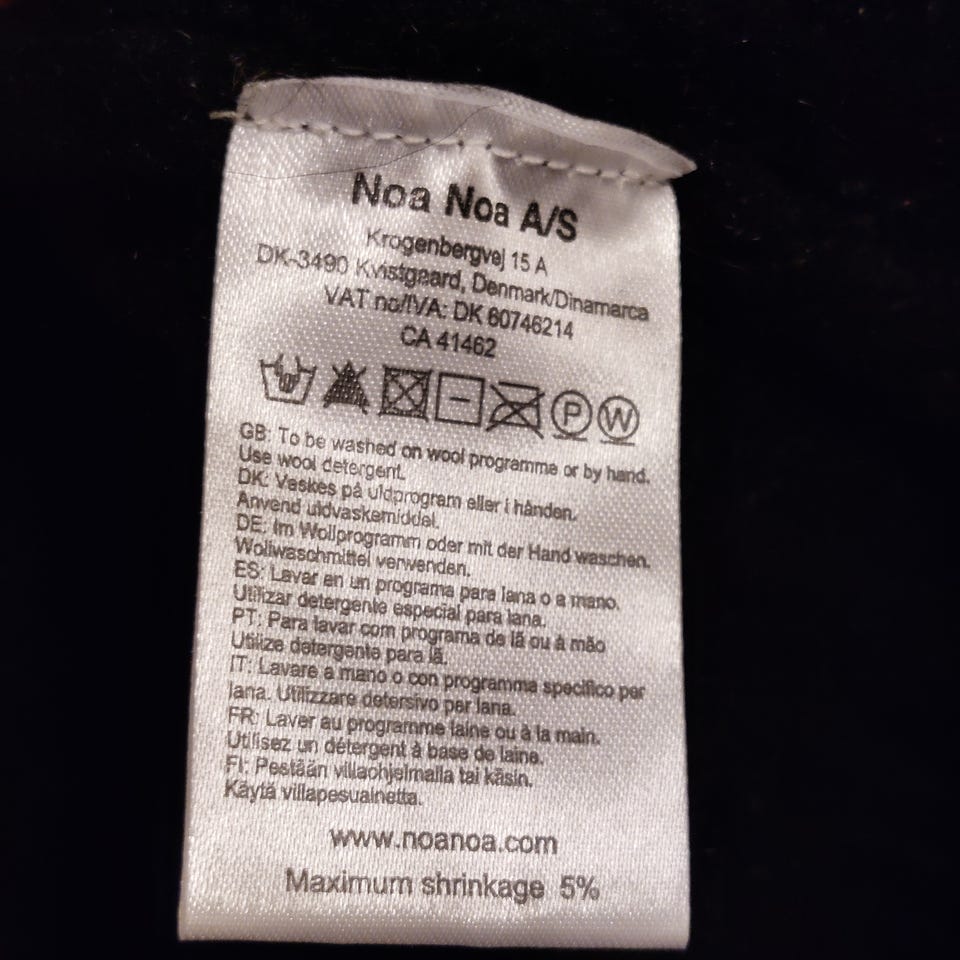 Noa Noa A/S
Krogenbergvej 15 A
DK-3490 Kvistgaard, Denmark/Dinamarca
VAT no/IVA: DK 60746214
CA 41462
P W
GB: To be washed on wool programme or by hand.
Use wool detergent.
DK: Vaskes på uldprogram eller i hånden.
Anvend uldvaskemiddel.
DE: Im Wollprogramm oder mit der Hand waschen.
Wollwaschmittel verwenden.
ES: Lavar en un programa para lana o a mano.
Utilizar detergente especial para lana.
PT: Para lavar com programa de lã ou à mão
Utilize detergente para lã.
IT: Lavare a mano o con programma specifico per
lana. Utilizzare detersivo per lana.
FR: Laver au programme laine ou à la main.
Utilisez un détergent à base de laine.
FI: Pestään villaohjelmalla tai käsin.
Käytä villapesuainetta.
www.noanoa.com
Maximum shrinkage 5%